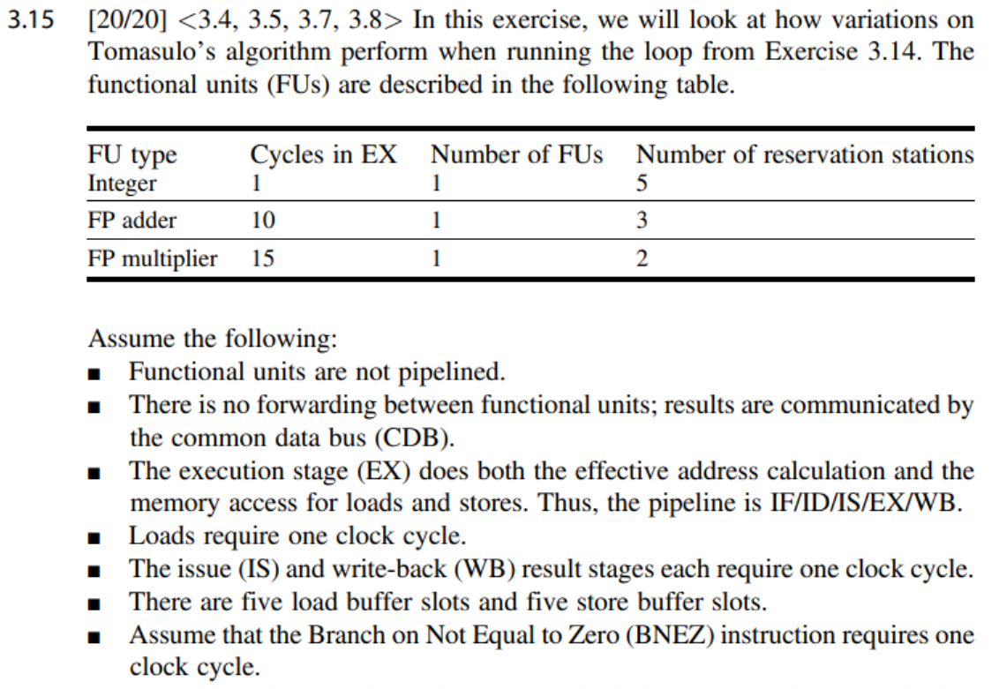 3.15 [20/20] <3.4, 3.5, 3.7, 3.8> In this exercise, we will look at how variations on
Tomasulo’s algorithm perform when running the loop from Exercise 3.14. The
functional units (FUs) are described in the following table.
FU type Cycles in EX Number of FUs Number of reservation stations
Integer 1 1 5
FP adder 10 1 3
FP multiplier 15 1 2
Assume the following:
■ Functional units are not pipelined.
■ There is no forwarding between functional units; results are communicated by
the common data bus (CDB).
■ The execution stage (EX) does both the effective address calculation and the
memory access for loads and stores. Thus, the pipeline is IF/ID/IS/EX/WB.
■ Loads require one clock cycle.
■ The issue (IS) and write-back (WB) result stages each require one clock cycle.
■ There are five load buffer slots and five store buffer slots.
■ Assume that the Branch on Not Equal to Zero (BNEZ) instruction requires one
clock cycle.